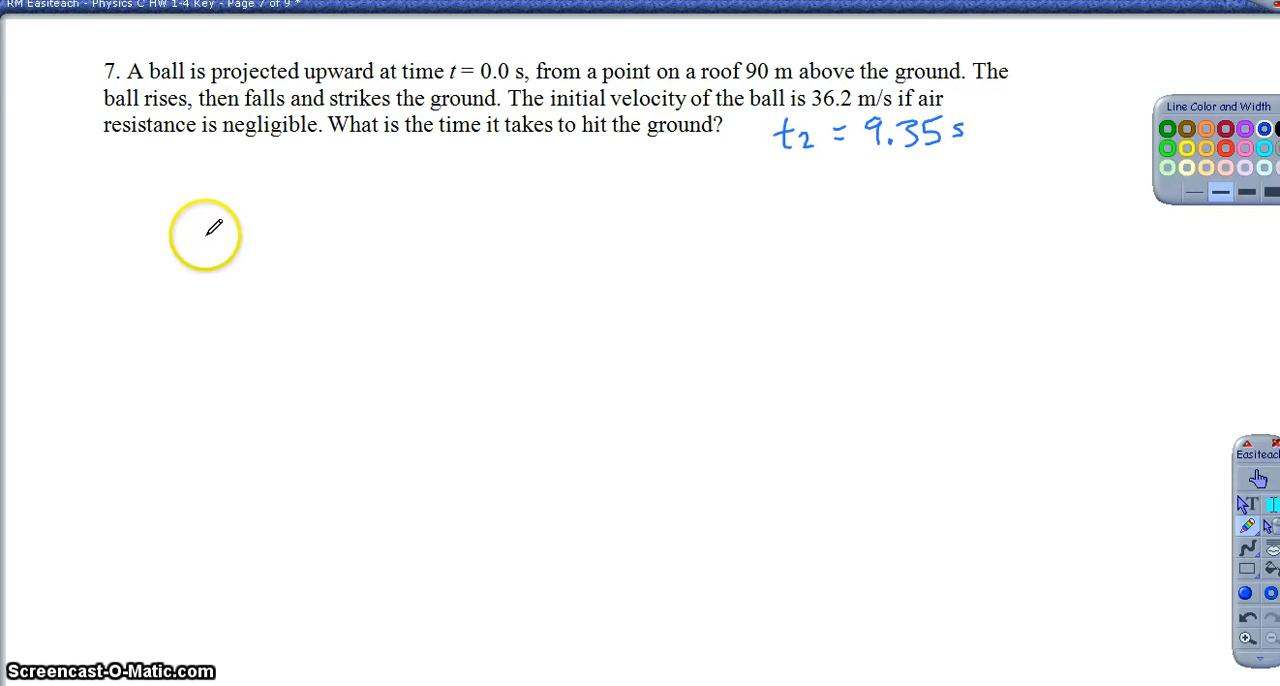 RM Easiteach - Physics C HW 1-4 Key - Page 7 of 9 *
7. A ball is projected upward at time t = 0.0 s, from a point on a roof 90 m above the ground. The
ball rises, then falls and strikes the ground. The initial velocity of the ball is 36.2 m/s if air
resistance is negligible. What is the time it takes to hit the ground?
t2 = 9.35 s
Line Color and Width
Easiteac
T
Screencast-O-Matic.com